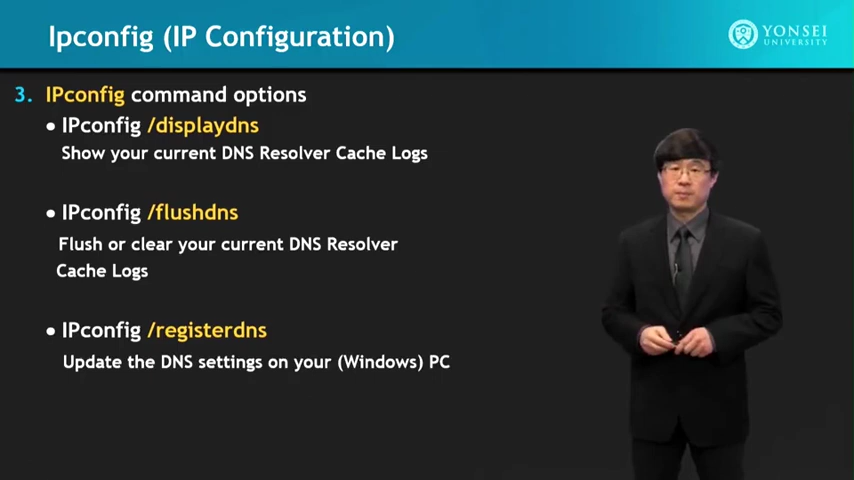 Ipconfig (IP Configuration)
YONSEI
UNIVERSITY
3. IPconfig command options
• IPconfig /displaydns
Show your current DNS Resolver Cache Logs
• IPconfig /flushdns
Flush or clear your current DNS Resolver
Cache Logs
• IPconfig /registerdns
Update the DNS settings on your (Windows) PC